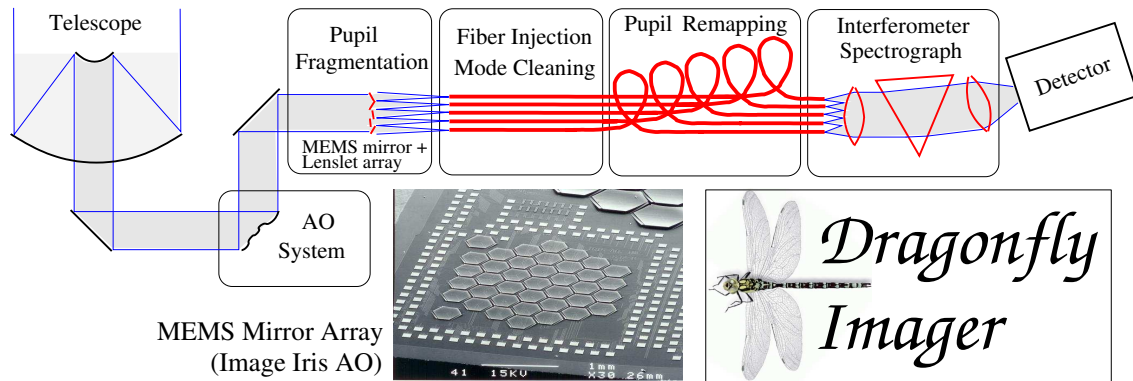 Telescope
Pupil
Fragmentation
MEMS mirror +
Lenslet array
Fiber Injection
Mode Cleaning
Pupil Remapping
Interferometer
Spectrograph
Detector
AO
System
MEMS Mirror Array
(Image Iris AO)
41 15KV 1mm
X30 26mm
Dragonfly
Imager